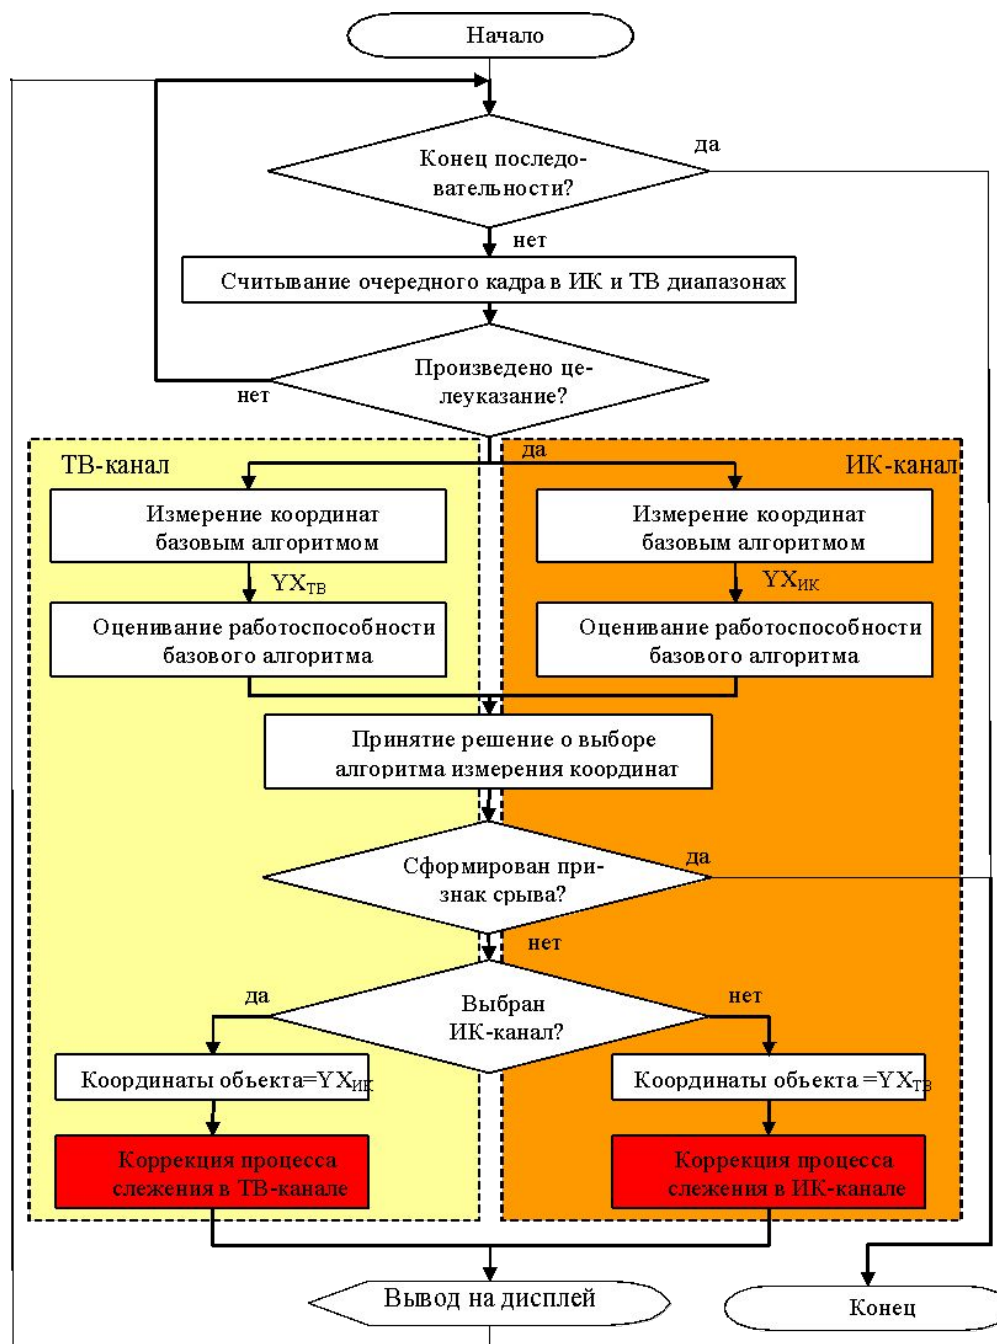 Начало
да
Конец последо-
вательности?
нет
Считывание очередного кадра в ИК и ТВ диапазонах
Произведено це-
леуказание?
нет
да
ТВ-канал
ИК-канал
Измерение координат
базовым алгоритмом
Измерение координат
базовым алгоритмом
YXТВ
YXИК
Оценивание работоспособности
базового алгоритма
Оценивание работоспособности
базового алгоритма
Принятие решение о выборе
алгоритма измерения координат
Сформирован при-
знак срыва?
да
нет
да
Выбран
ИК-канал?
нет
Координаты объекта=YXИК
Координаты объекта =YXТВ
Коррекция процесса
слежения в ТВ-канале
Коррекция процесса
слежения в ИК-канале
Вывод на дисплей
Конец